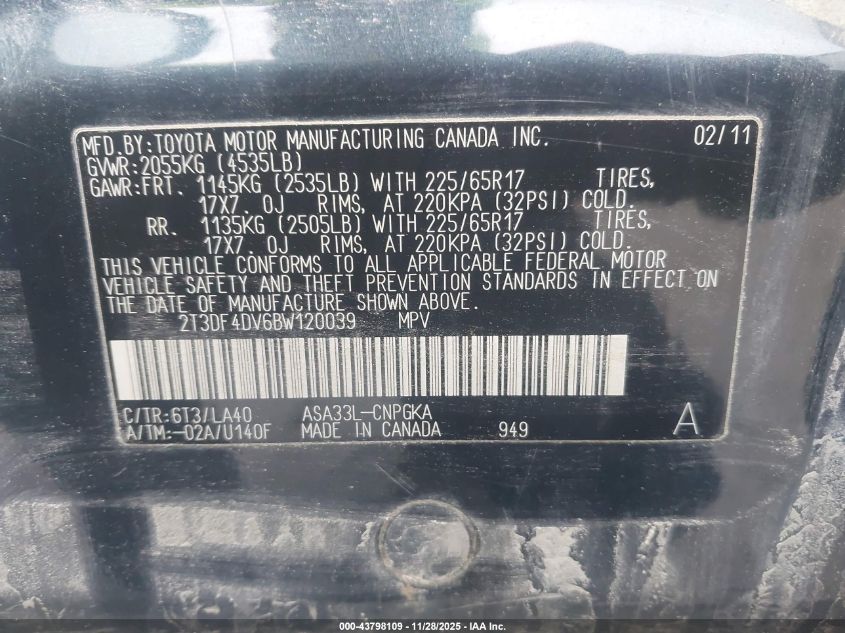 MFD.BY:TOYOTA MOTOR MANUFACTURING CANADA INC. 02/11
GVWR:2055KG (4535LB)
GAWR:FRT. 1145KG (2535LB) WITH 225/65R17 TIRES,
17X7.0J RIMS, AT 220KPA (32PSI) COLD.
RR. 1135KG (2505LB) WITH 225/65R17 TIRES,
17X7.0J RIMS, AT 220KPA (32PSI) COLD.
THIS VEHICLE CONFORMS TO ALL APPLICABLE FEDERAL MOTOR
VEHICLE SAFETY AND THEFT PREVENTION STANDARDS IN EFFECT ON
THE DATE OF MANUFACTURE SHOWN ABOVE.
2T3DF4DV6BW120039 MPV
C/TR:6T3/LA40 ASA33L-CNPGKA
A/TM:-02A/U140F MADE IN CANADA 949 A
000-43798109 - 11/28/2025 - IAA Inc.